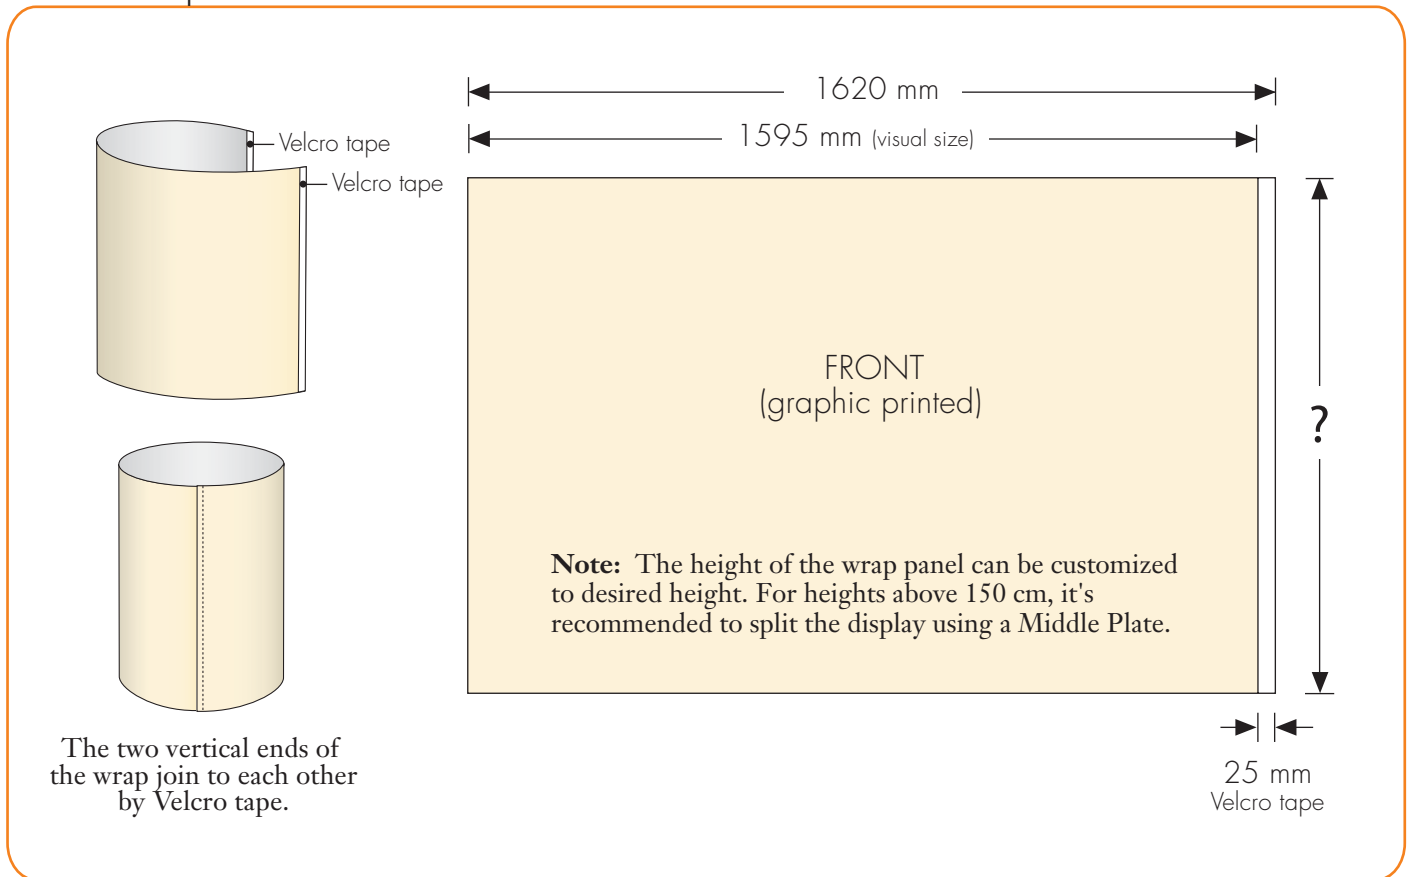 1620 mm
1595 mm (visual size)
Velcro tape
Velcro tape
FRONT
(graphic printed)
?
Note: The height of the wrap panel can be customized
to desired height. For heights above 150 cm, it's
recommended to split the display using a Middle Plate.
The two vertical ends of
the wrap join to each other
by Velcro tape.
25 mm
Velcro tape